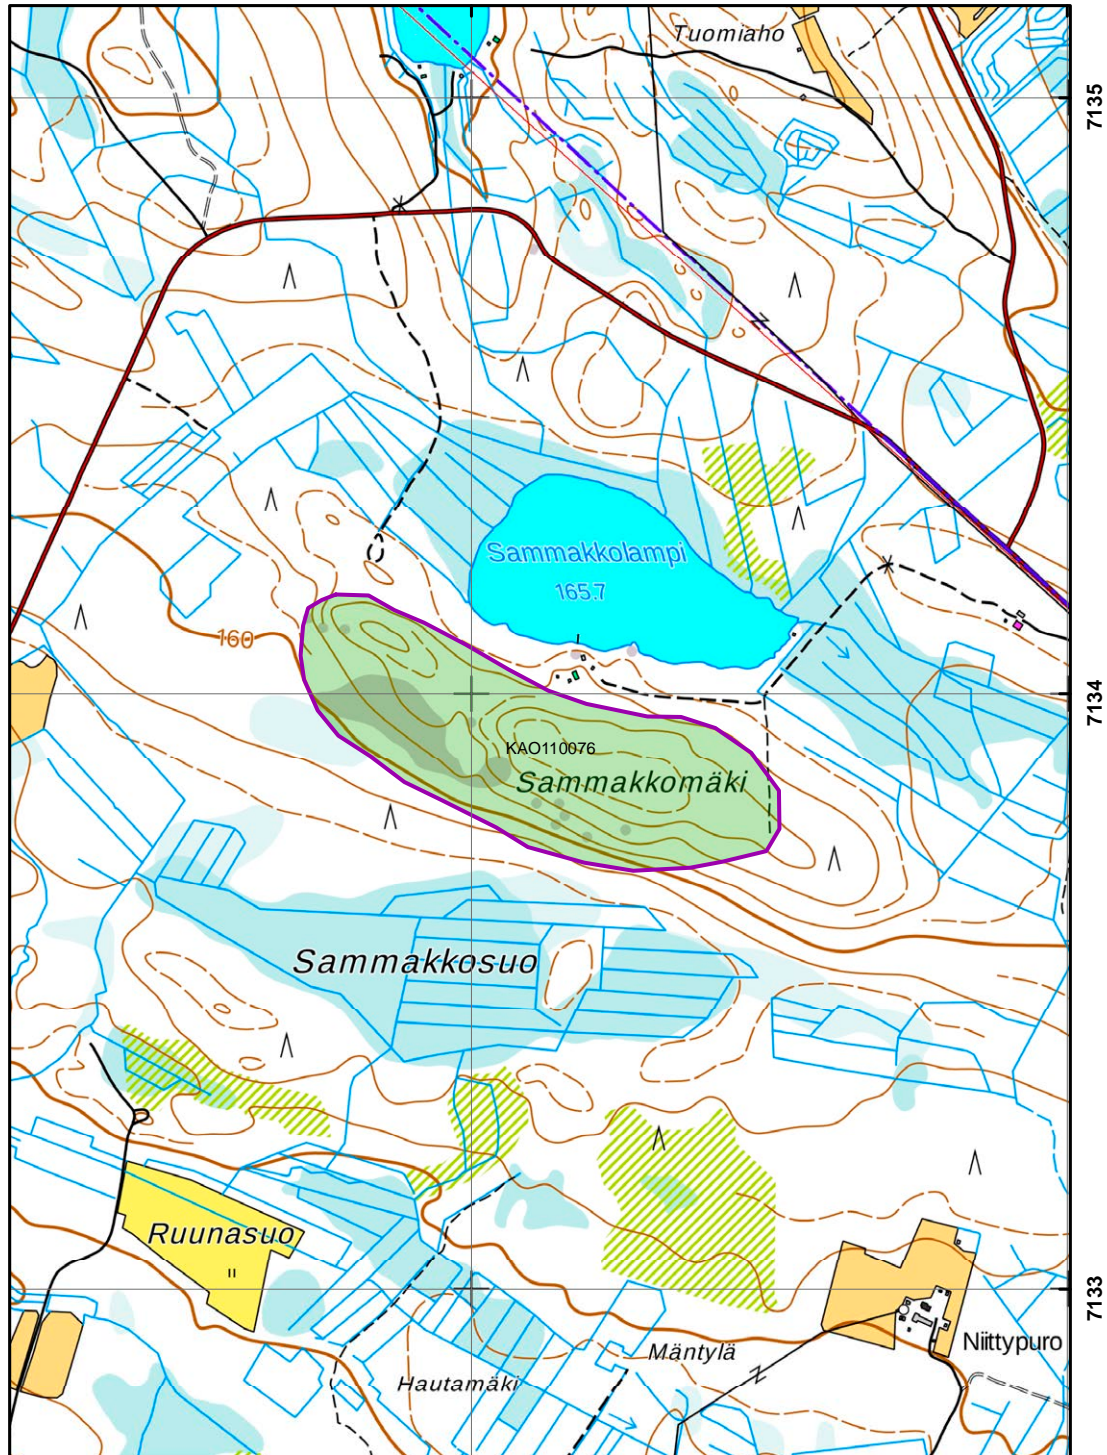 Tuomiaho
7135
Sammakkolampi
165.7
160
7134
KAO110076
Sammakkomäki
Sammakkosuo
Ruunasuo
7133
Niittypuro
Mäntylä
Hautamäki